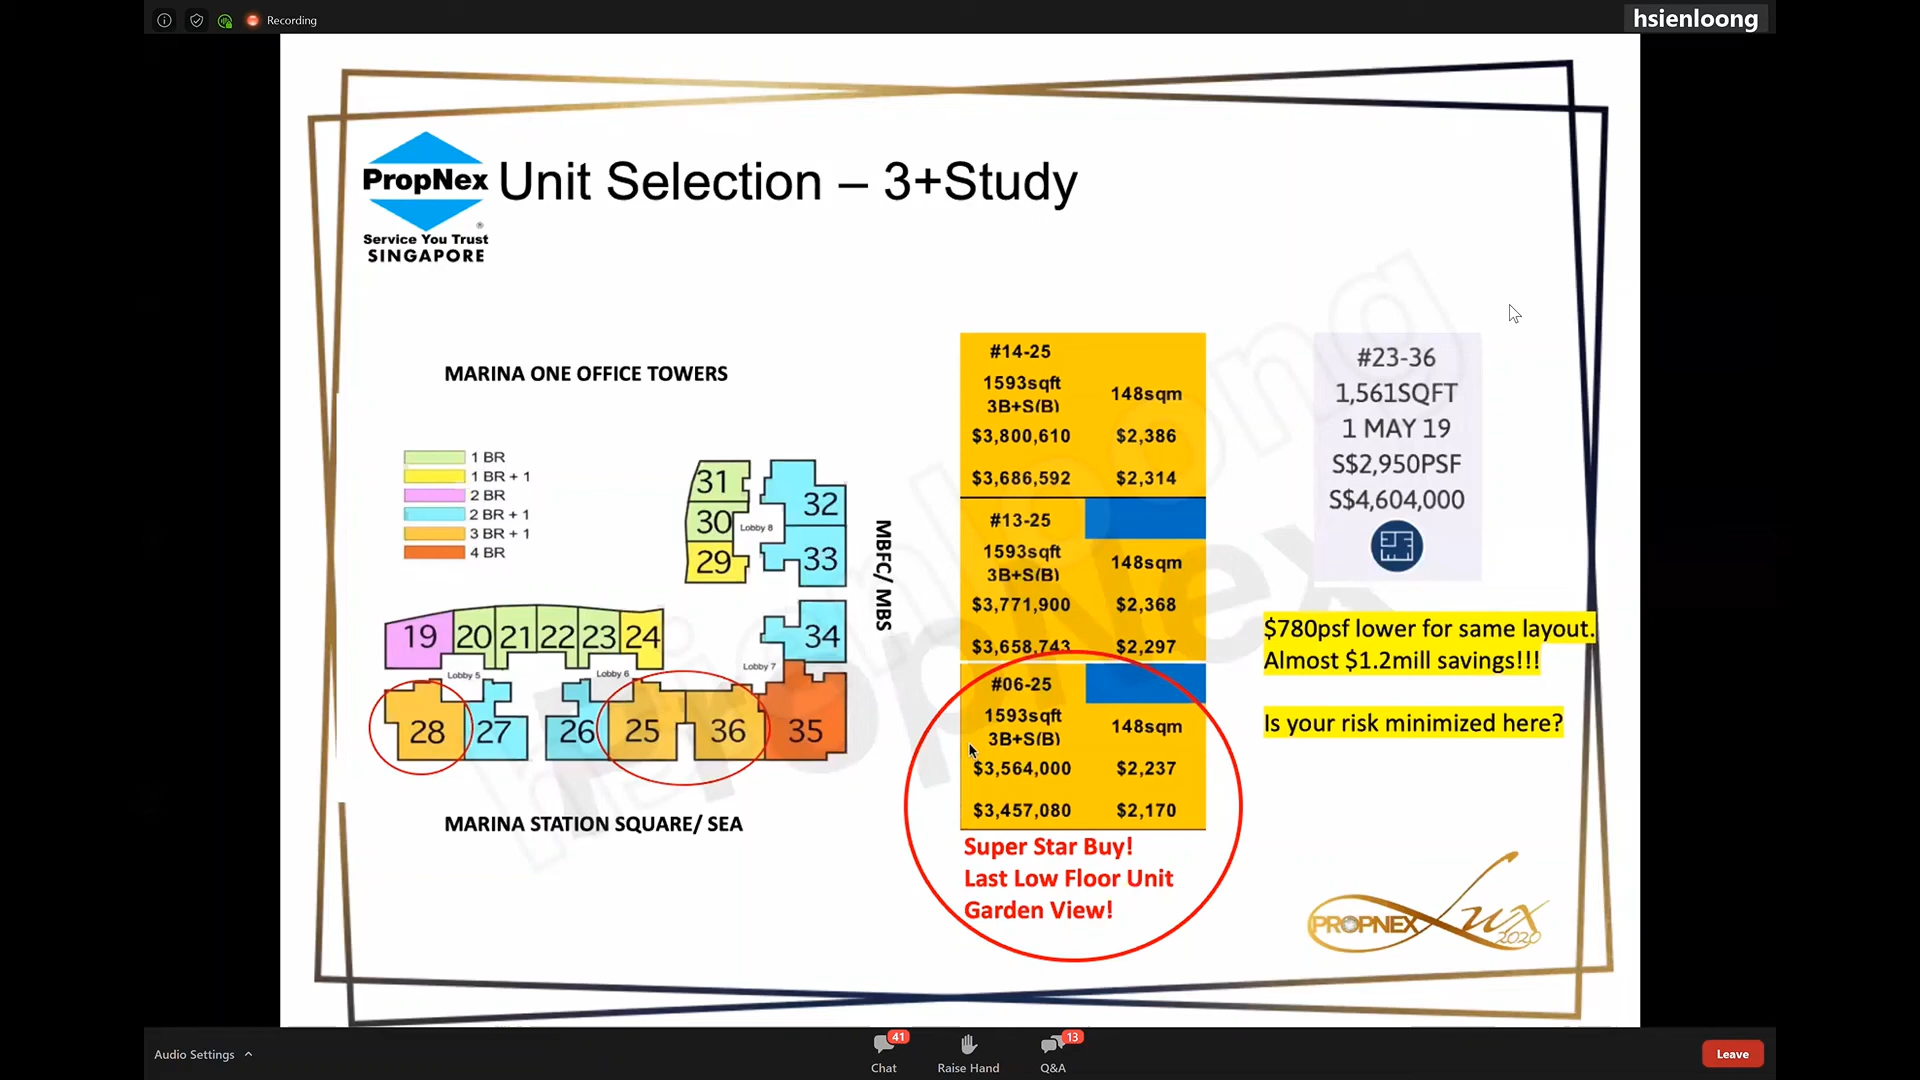 Recording
hsienloong
PropNex
®
Service You Trust
SINGAPORE
Unit Selection – 3+Study
MARINA ONE OFFICE TOWERS
1 BR
1 BR + 1
2 BR
2 BR + 1
3 BR + 1
4 BR
31
30
29
Lobby 8
32
33
34
MBFC/ MBS
19
20
21
22
23
24
Lobby 5
Lobby 6
Lobby 7
28
27
26
25
36
35
MARINA STATION SQUARE/ SEA
#14-25
1593sqft
3B+S(B)
148sqm
$3,800,610
$2,386
$3,686,592
$2,314
#13-25
1593sqft
3B+S(B)
148sqm
$3,771,900
$2,368
$3,658,743
$2,297
#06-25
1593sqft
3B+S(B)
148sqm
$3,564,000
$2,237
$3,457,080
$2,170
Super Star Buy!
Last Low Floor Unit
Garden View!
#23-36
1,561SQFT
1 MAY 19
S$2,950PSF
S$4,604,000
$780psf lower for same layout.
Almost $1.2mill savings!!!
Is your risk minimized here?
PROPNEX Lux
2020
hsienloong
PropNex
Audio Settings
41
Chat
Raise Hand
13
Q&A
Leave